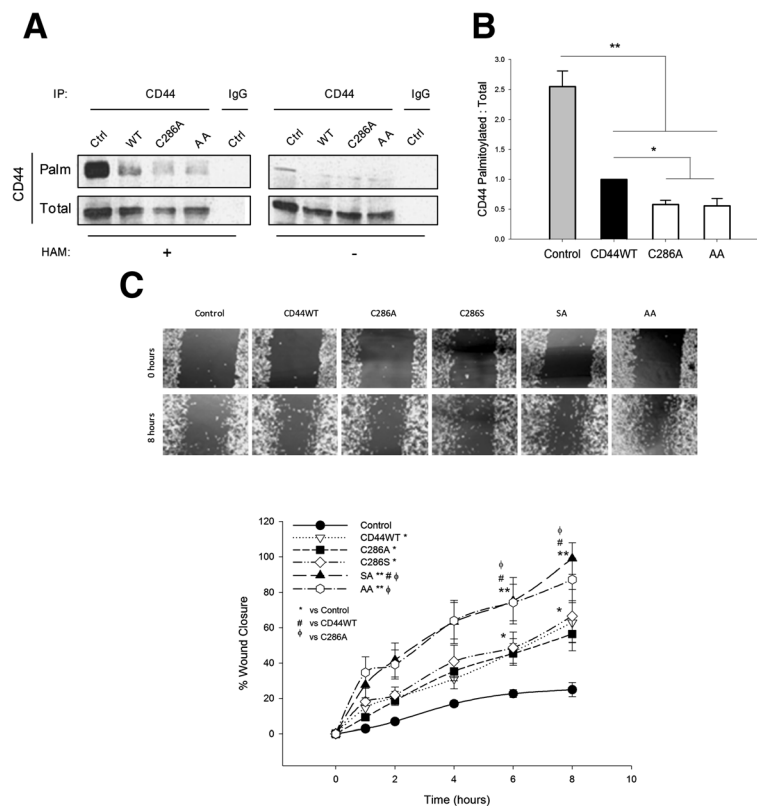 A
IP:
CD44
IgG
CD44
IgG
Ctrl
WT
C286A
AA
Ctrl
Ctrl
WT
C286A
AA
Ctrl
CD44
Palm
Total
HAM:
+
-
B
CD44 Palmitoylated : Total
3.0
2.5
2.0
1.5
1.0
0.5
0.0
**
*
Control
CD44WT
C286A
AA
C
Control
CD44WT
C286A
C286S
SA
AA
0 hours
8 hours
% Wound Closure
120
100
80
60
40
20
0
Control
CD44WT *
C286A *
C286S *
SA ** # ϕ
AA ** ϕ
* vs Control
# vs CD44WT
ϕ vs C286A
ϕ
#
**
*
ϕ
#
**
*
0
2
4
6
8
10
Time (hours)